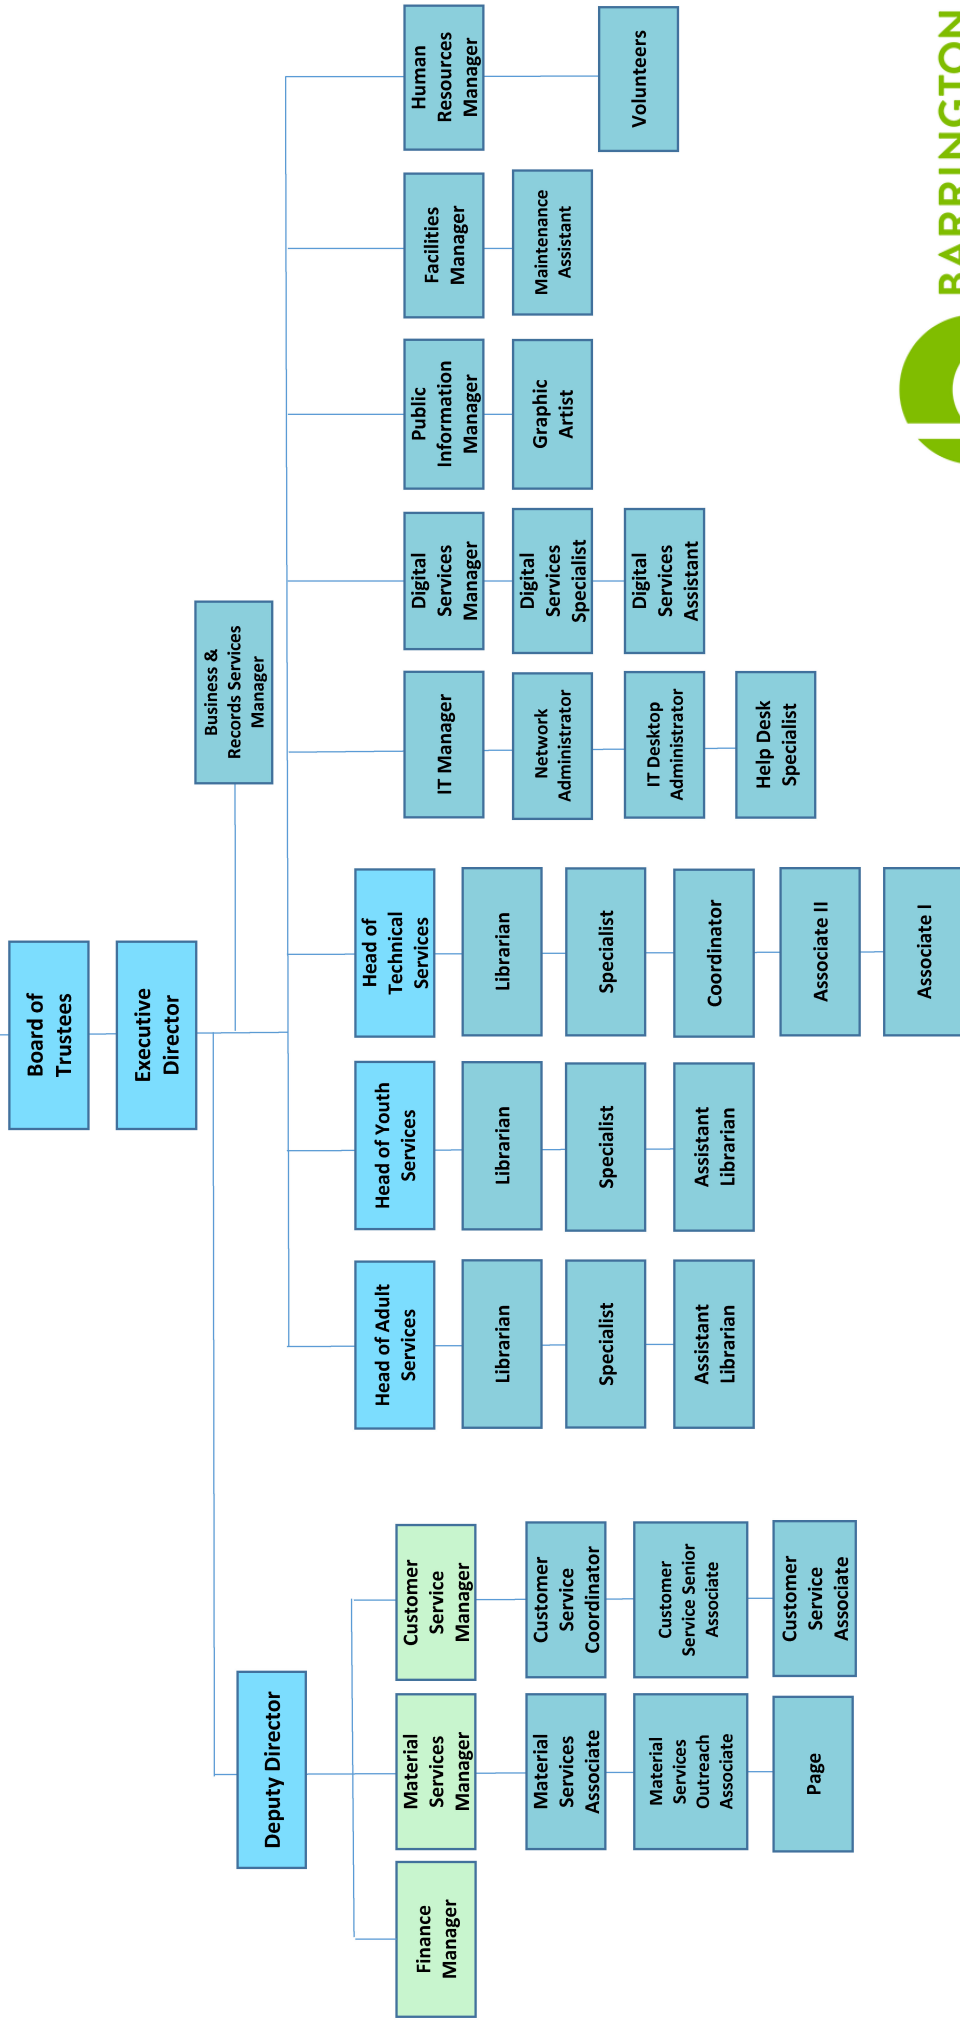 Board of
Trustees
Executive
Director
Business &
Records Services
Manager
Deputy Director
Finance
Manager
Material
Services
Manager
Material
Services
Associate
Material
Services
Outreach
Associate
Page
Customer
Service
Manager
Customer
Service
Coordinator
Customer
Service Senior
Associate
Customer
Service
Associate
Head of Adult
Services
Librarian
Specialist
Assistant
Librarian
Head of Youth
Services
Librarian
Specialist
Assistant
Librarian
Head of
Technical
Services
Librarian
Specialist
Coordinator
Associate II
Associate I
IT Manager
Network
Administrator
IT Desktop
Administrator
Help Desk
Specialist
Digital
Services
Manager
Digital
Services
Specialist
Digital
Services
Assistant
Public
Information
Manager
Graphic
Artist
Facilities
Manager
Maintenance
Assistant
Human
Resources
Manager
Volunteers
BARRINGTON